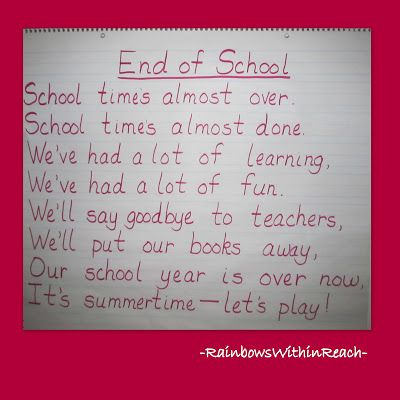 End of School
School time's almost over.
School time's almost done.
We've had a lot of learning,
We've had a lot of fun.
We'll say goodbye to teachers,
We'll put our books away,
Our school year is over now,
It's summertime—let's play!
-RainbowsWithinReach-